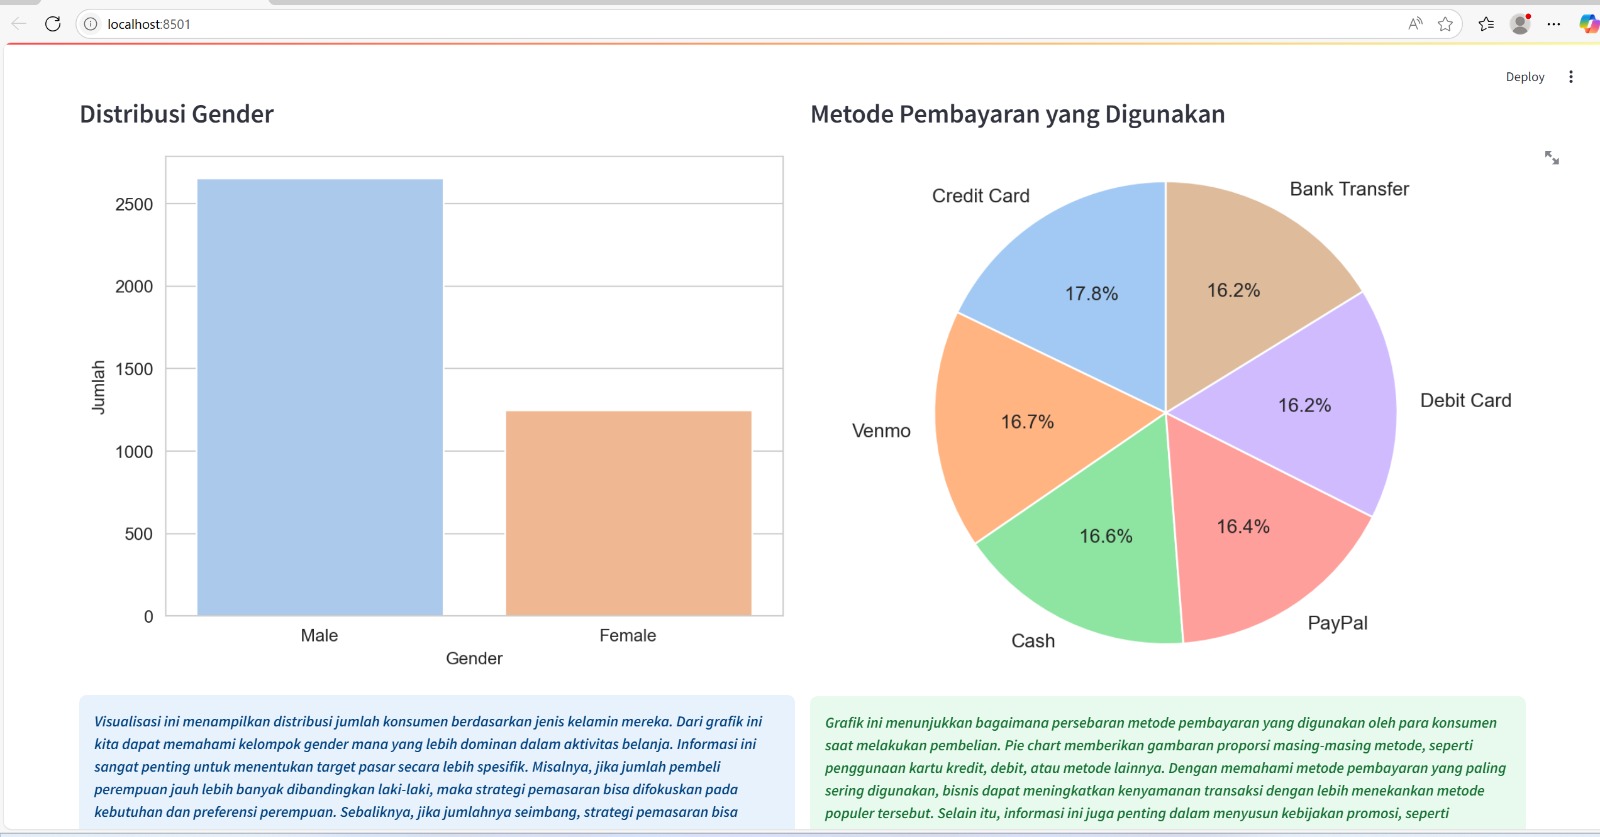 localhost:8501
Deploy
Distribusi Gender
Metode Pembayaran yang Digunakan
2500
2000
1500
1000
500
0
Jumlah
Male
Female
Gender
Credit Card
Bank Transfer
17.8%
16.2%
Venmo
16.7%
16.2%
Debit Card
16.6%
16.4%
Cash
PayPal
Visualisasi ini menampilkan distribusi jumlah konsumen berdasarkan jenis kelamin mereka. Dari grafik ini
kita dapat memahami kelompok gender mana yang lebih dominan dalam aktivitas belanja. Informasi ini
sangat penting untuk menentukan target pasar secara lebih spesifik. Misalnya, jika jumlah pembeli
perempuan jauh lebih banyak dibandingkan laki-laki, maka strategi pemasaran bisa difokuskan pada
kebutuhan dan preferensi perempuan. Sebaliknya, jika jumlahnya seimbang, strategi pemasaran bisa
Grafik ini menunjukkan bagaimana persebaran metode pembayaran yang digunakan oleh para konsumen
saat melakukan pembelian. Pie chart memberikan gambaran proporsi masing-masing metode, seperti
penggunaan kartu kredit, debit, atau metode lainnya. Dengan memahami metode pembayaran yang paling
sering digunakan, bisnis dapat meningkatkan kenyamanan transaksi dengan lebih menekankan metode
populer tersebut. Selain itu, informasi ini juga penting dalam menyusun kebijakan promosi, seperti